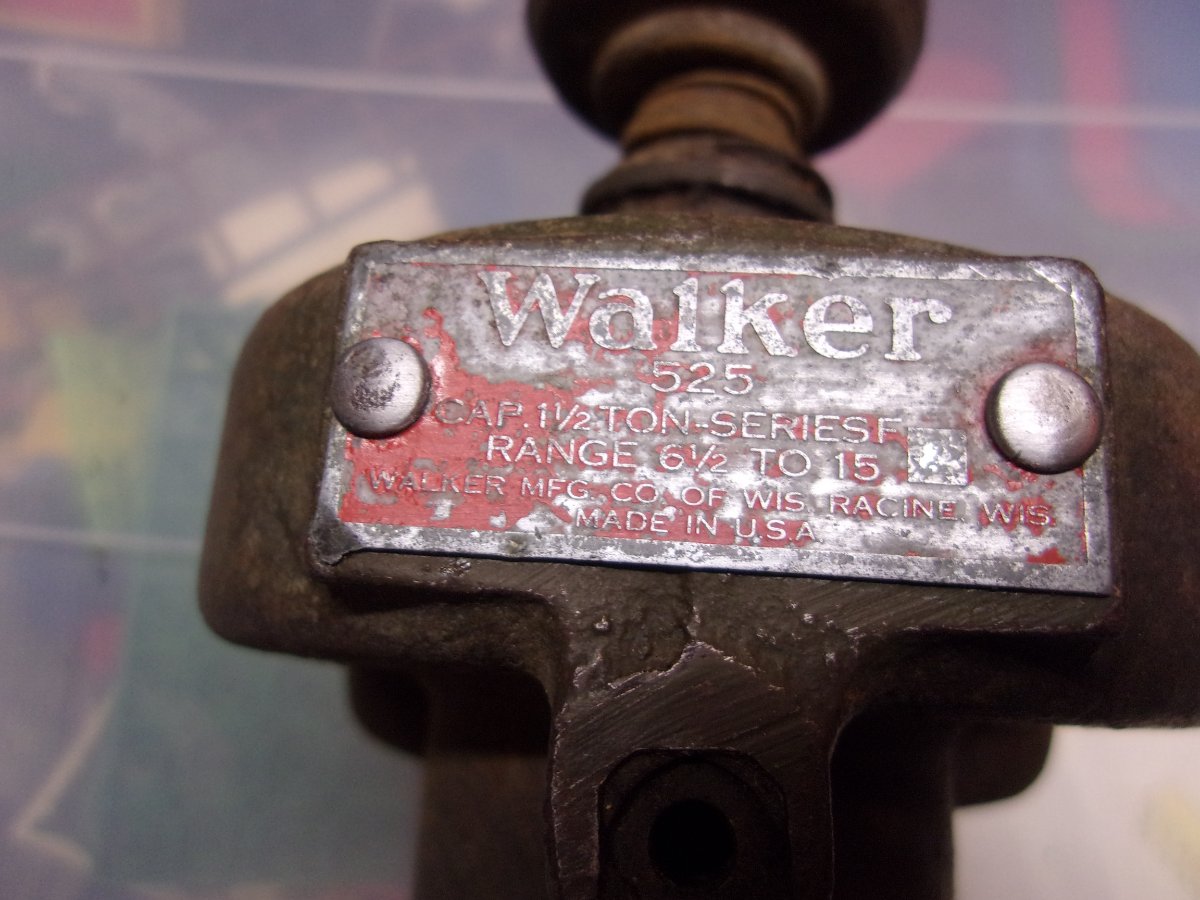 Walker
525
CAP. 1½ TON-SERIES F
RANGE 6½ TO 15
WALKER MFG. CO. OF WIS. RACINE, WIS.
MADE IN U.S.A.